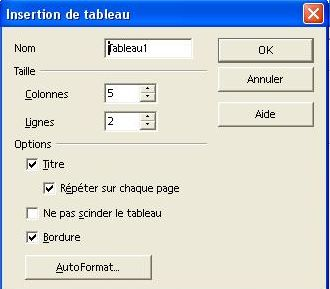 Insertion de tableau
Nom Tableau1 OK
Taille Annuler
Colonnes 5
Lignes 2 Aide
Options
Titre
Répéter sur chaque page
Ne pas scinder le tableau
Bordure
AutoFormat...